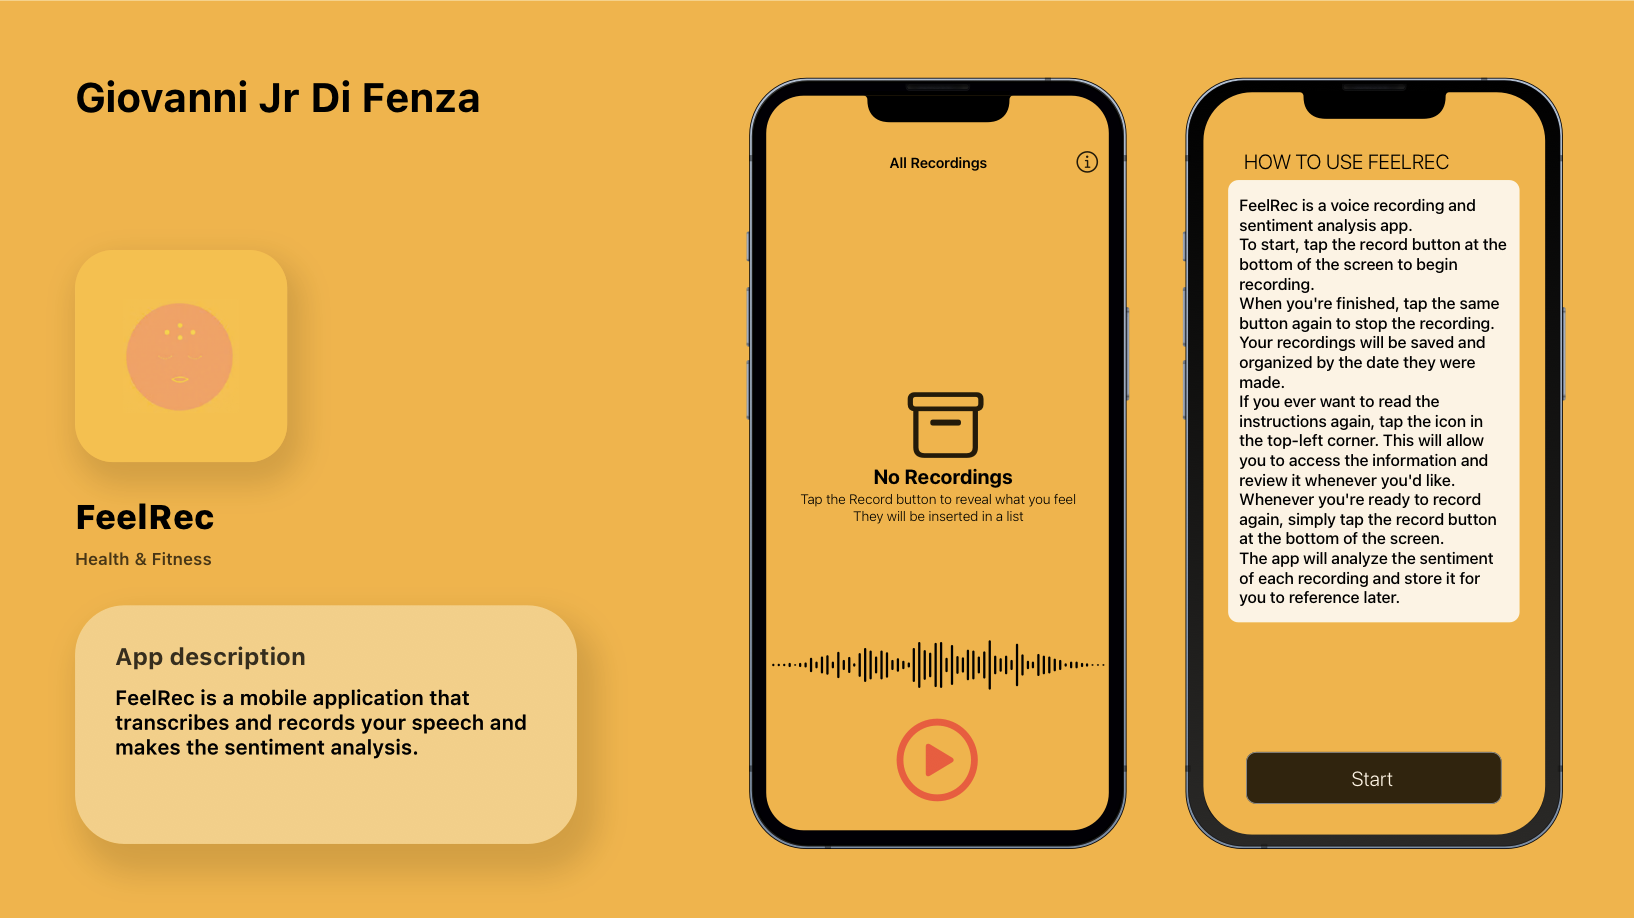 Giovanni Jr Di Fenza
FeelRec
Health & Fitness
App description
FeelRec is a mobile application that
transcribes and records your speech and
makes the sentiment analysis.
All Recordings
No Recordings
Tap the Record button to reveal what you feel
They will be inserted in a list
HOW TO USE FEELREC
FeelRec is a voice recording and
sentiment analysis app.
To start, tap the record button at the
bottom of the screen to begin
recording.
When you're finished, tap the same
button again to stop the recording.
Your recordings will be saved and
organized by the date they were
made.
If you ever want to read the
instructions again, tap the icon in
the top-left corner. This will allow
you to access the information and
review it whenever you'd like.
Whenever you're ready to record
again, simply tap the record button
at the bottom of the screen.
The app will analyze the sentiment
of each recording and store it for
you to reference later.
Start